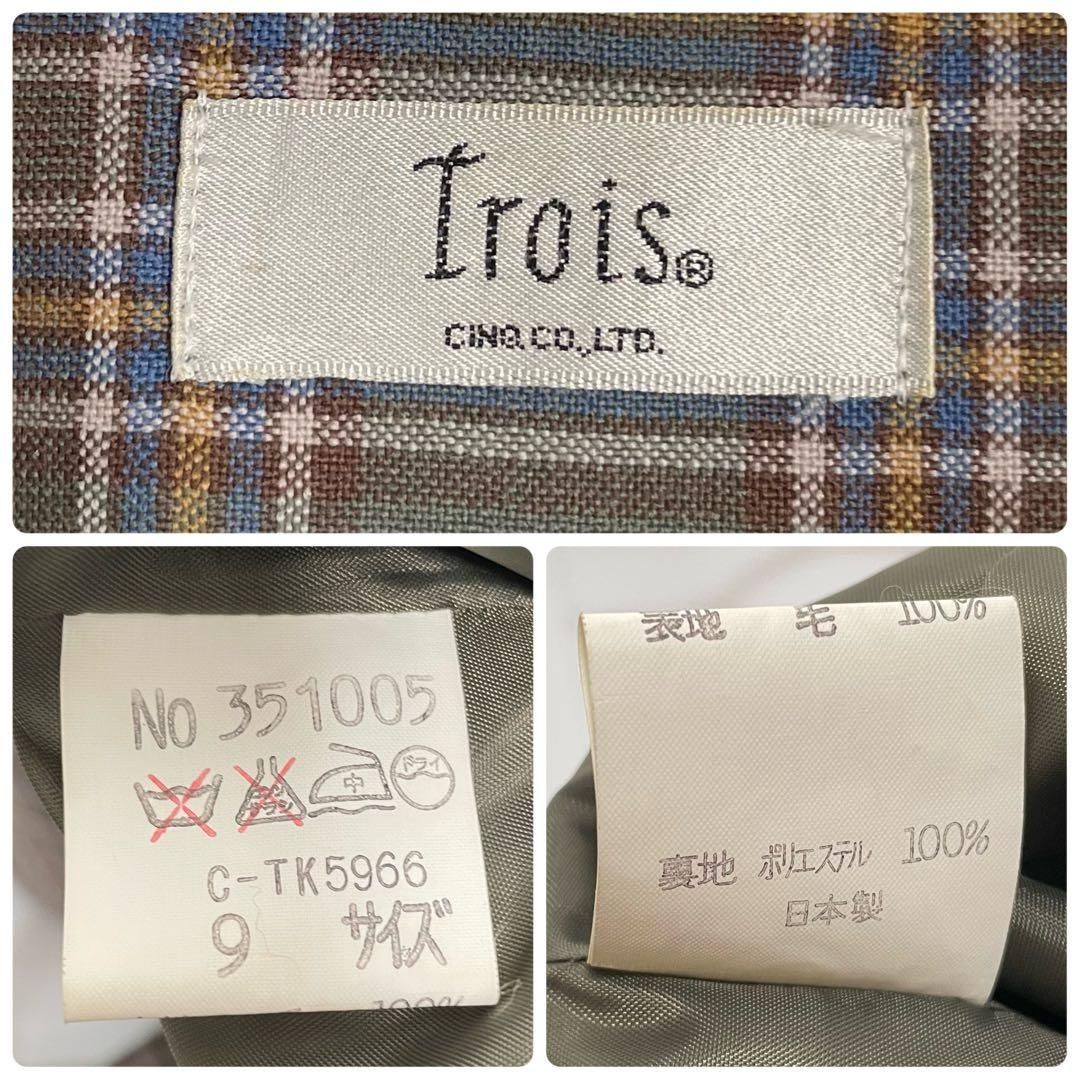 Trois®
CINQ.CO.,LTD.
No 351005
中 ドライ
C-TK5966
9 サイズ
100%
表地 毛 100%
裏地 ポリエステル 100%
日本製